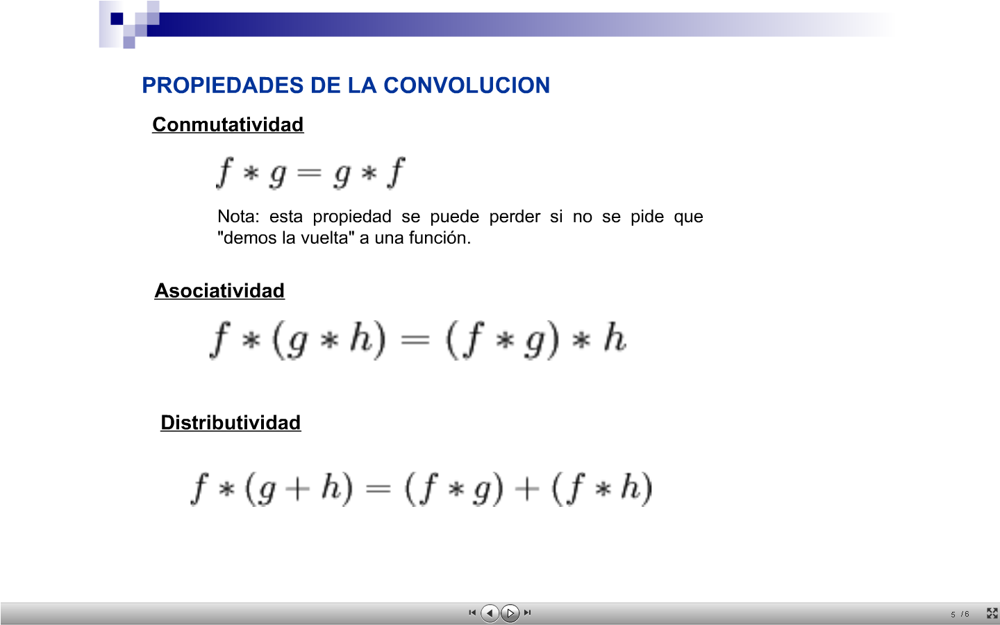 PROPIEDADES DE LA CONVOLUCION
Conmutatividad
f ∗ g = g ∗ f
Nota: esta propiedad se puede perder si no se pide que
"demos la vuelta" a una función.
Asociatividad
f ∗ (g ∗ h) = (f ∗ g) ∗ h
Distributividad
f ∗ (g + h) = (f ∗ g) + (f ∗ h)
5 / 6